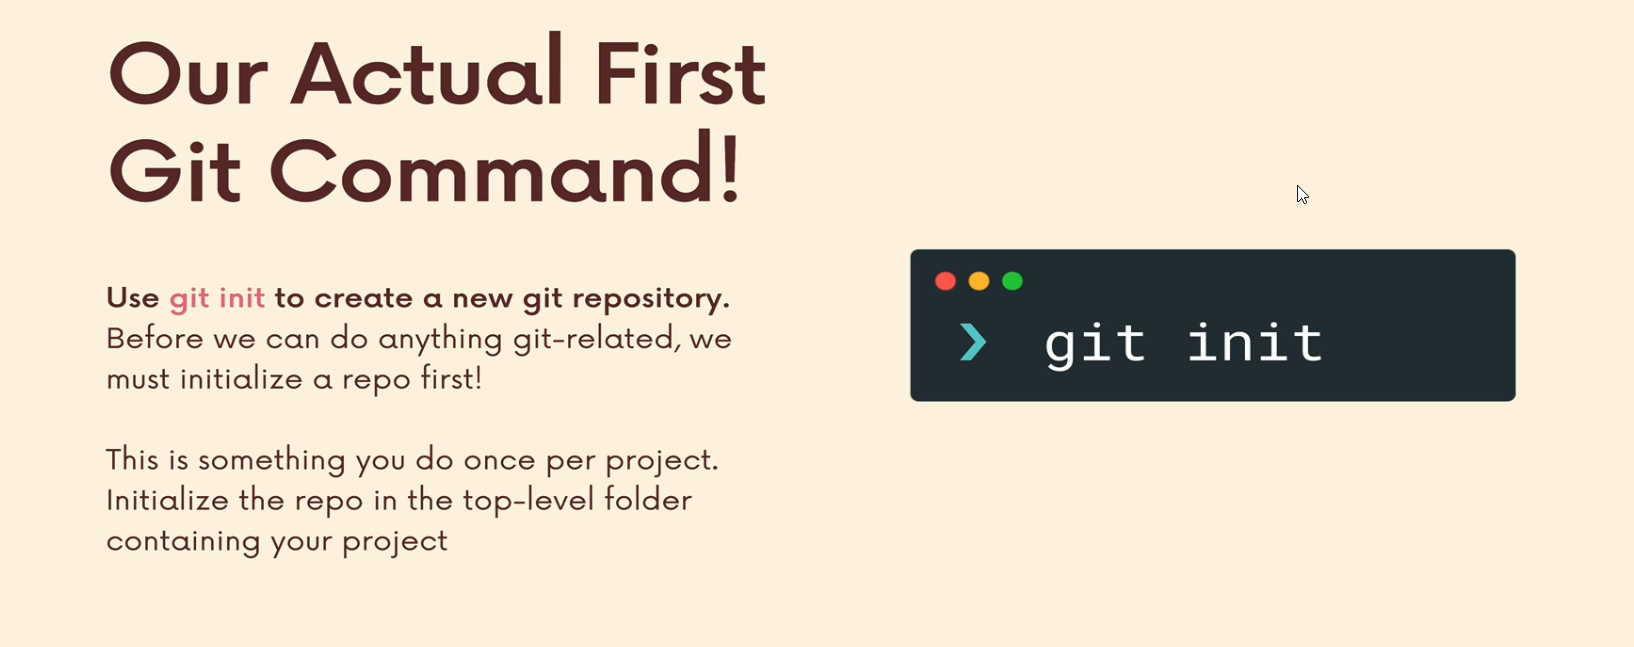 Our Actual First
Git Command!
Use git init to create a new git repository.
Before we can do anything git-related, we
must initialize a repo first!
This is something you do once per project.
Initialize the repo in the top-level folder
containing your project
❯ git init